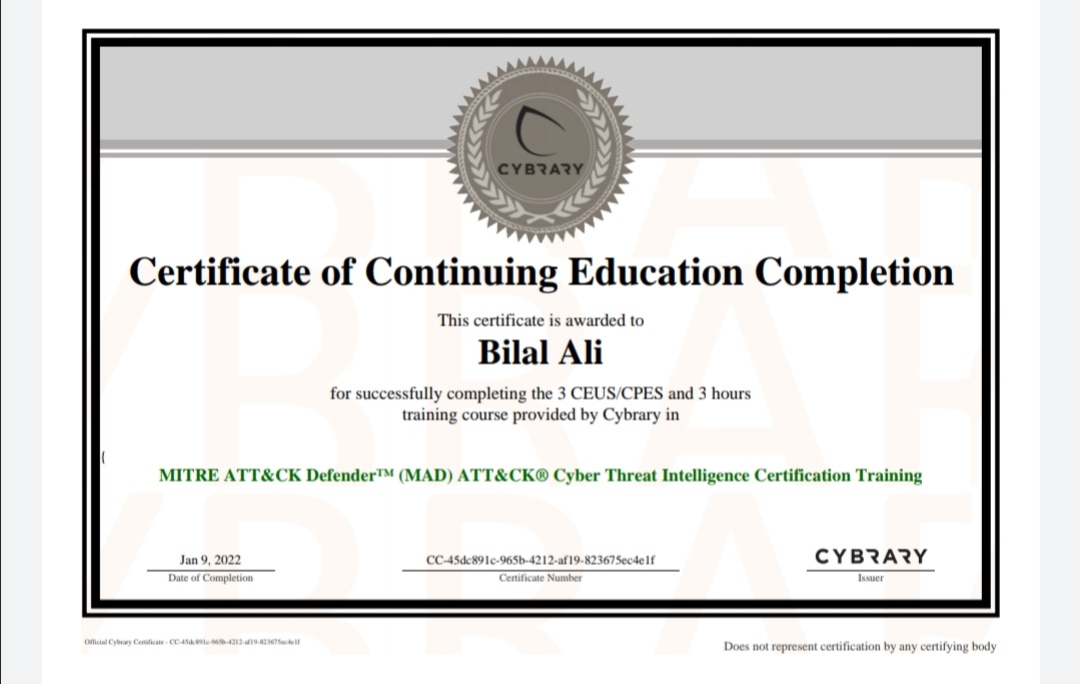 CYBRARY
Certificate of Continuing Education Completion
This certificate is awarded to
Bilal Ali
for successfully completing the 3 CEUS/CPES and 3 hours
training course provided by Cybrary in
{
MITRE ATT&CK Defender™ (MAD) ATT&CK® Cyber Threat Intelligence Certification Training
Jan 9, 2022
Date of Completion
CC-45dc891c-965b-4212-af19-823675ec4e1f
Certificate Number
CYBRARY
Issuer
Official Cybrary Certificate - CC-45dc891c-965b-4212-af19-823675ec4e1f
Does not represent certification by any certifying body